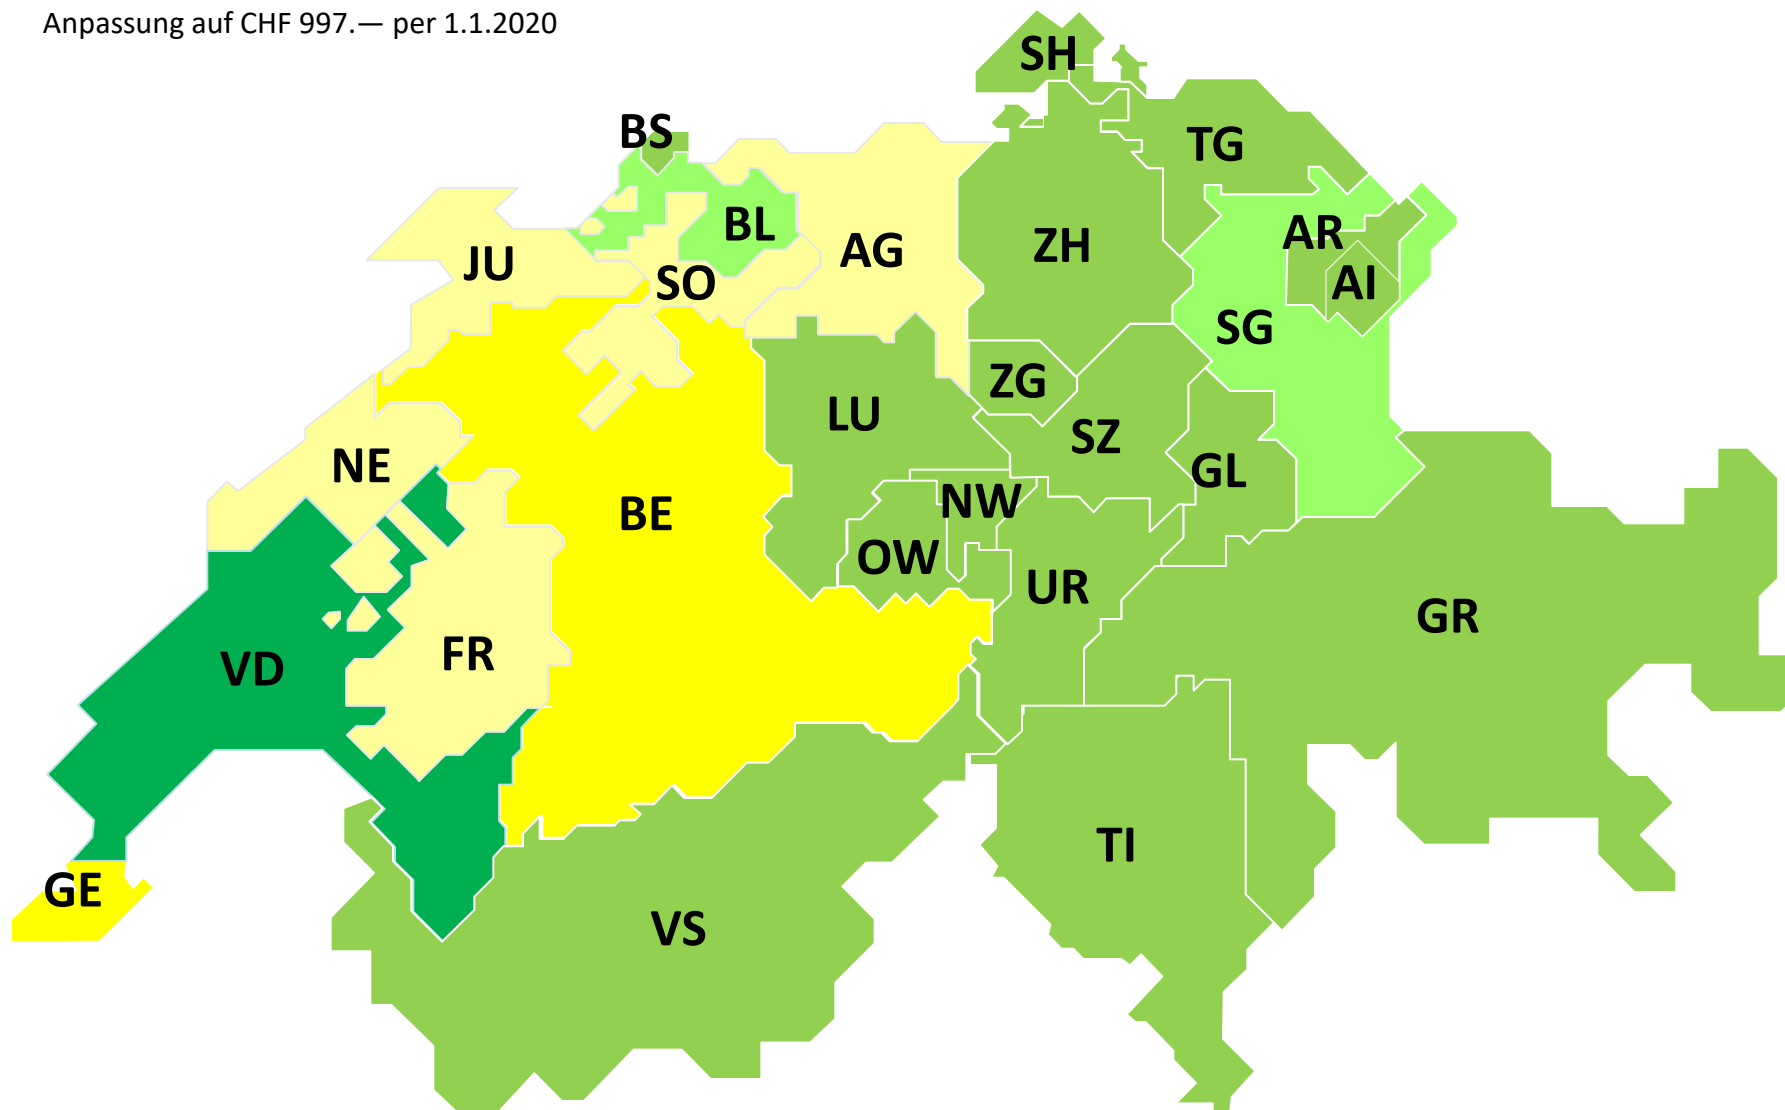 Anpassung auf CHF 997.— per 1.1.2020
SH
BS
TG
BL
AR
JU
AG
ZH
SO
AI
SG
ZG
LU
SZ
NE
GL
BE
NW
OW
UR
GR
VD
FR
TI
GE
VS